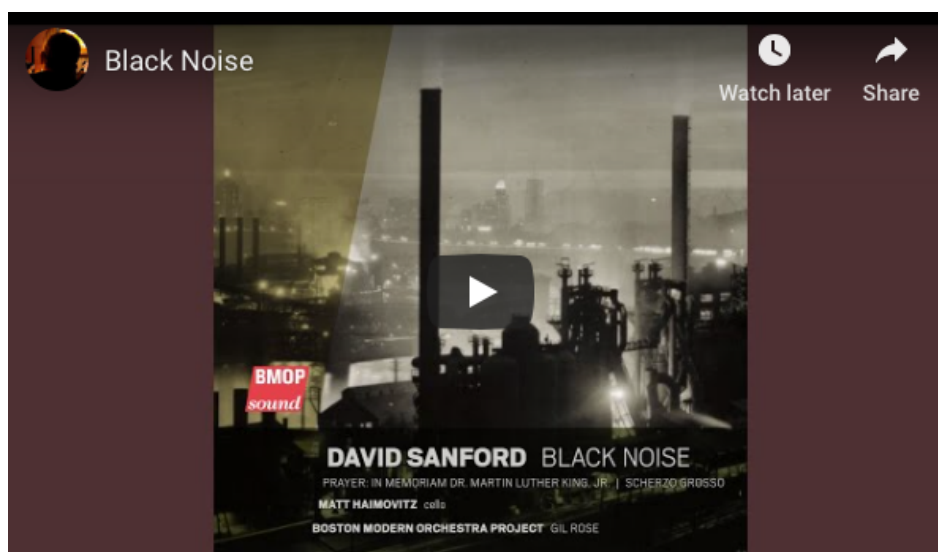 Black Noise
Watch later
Share
BMOP
sound
DAVID SANFORD BLACK NOISE
PRAYER: IN MEMORIAM DR. MARTIN LUTHER KING, JR. | SCHERZO GROSSO
MATT HAIMOVITZ cello
BOSTON MODERN ORCHESTRA PROJECT GIL ROSE